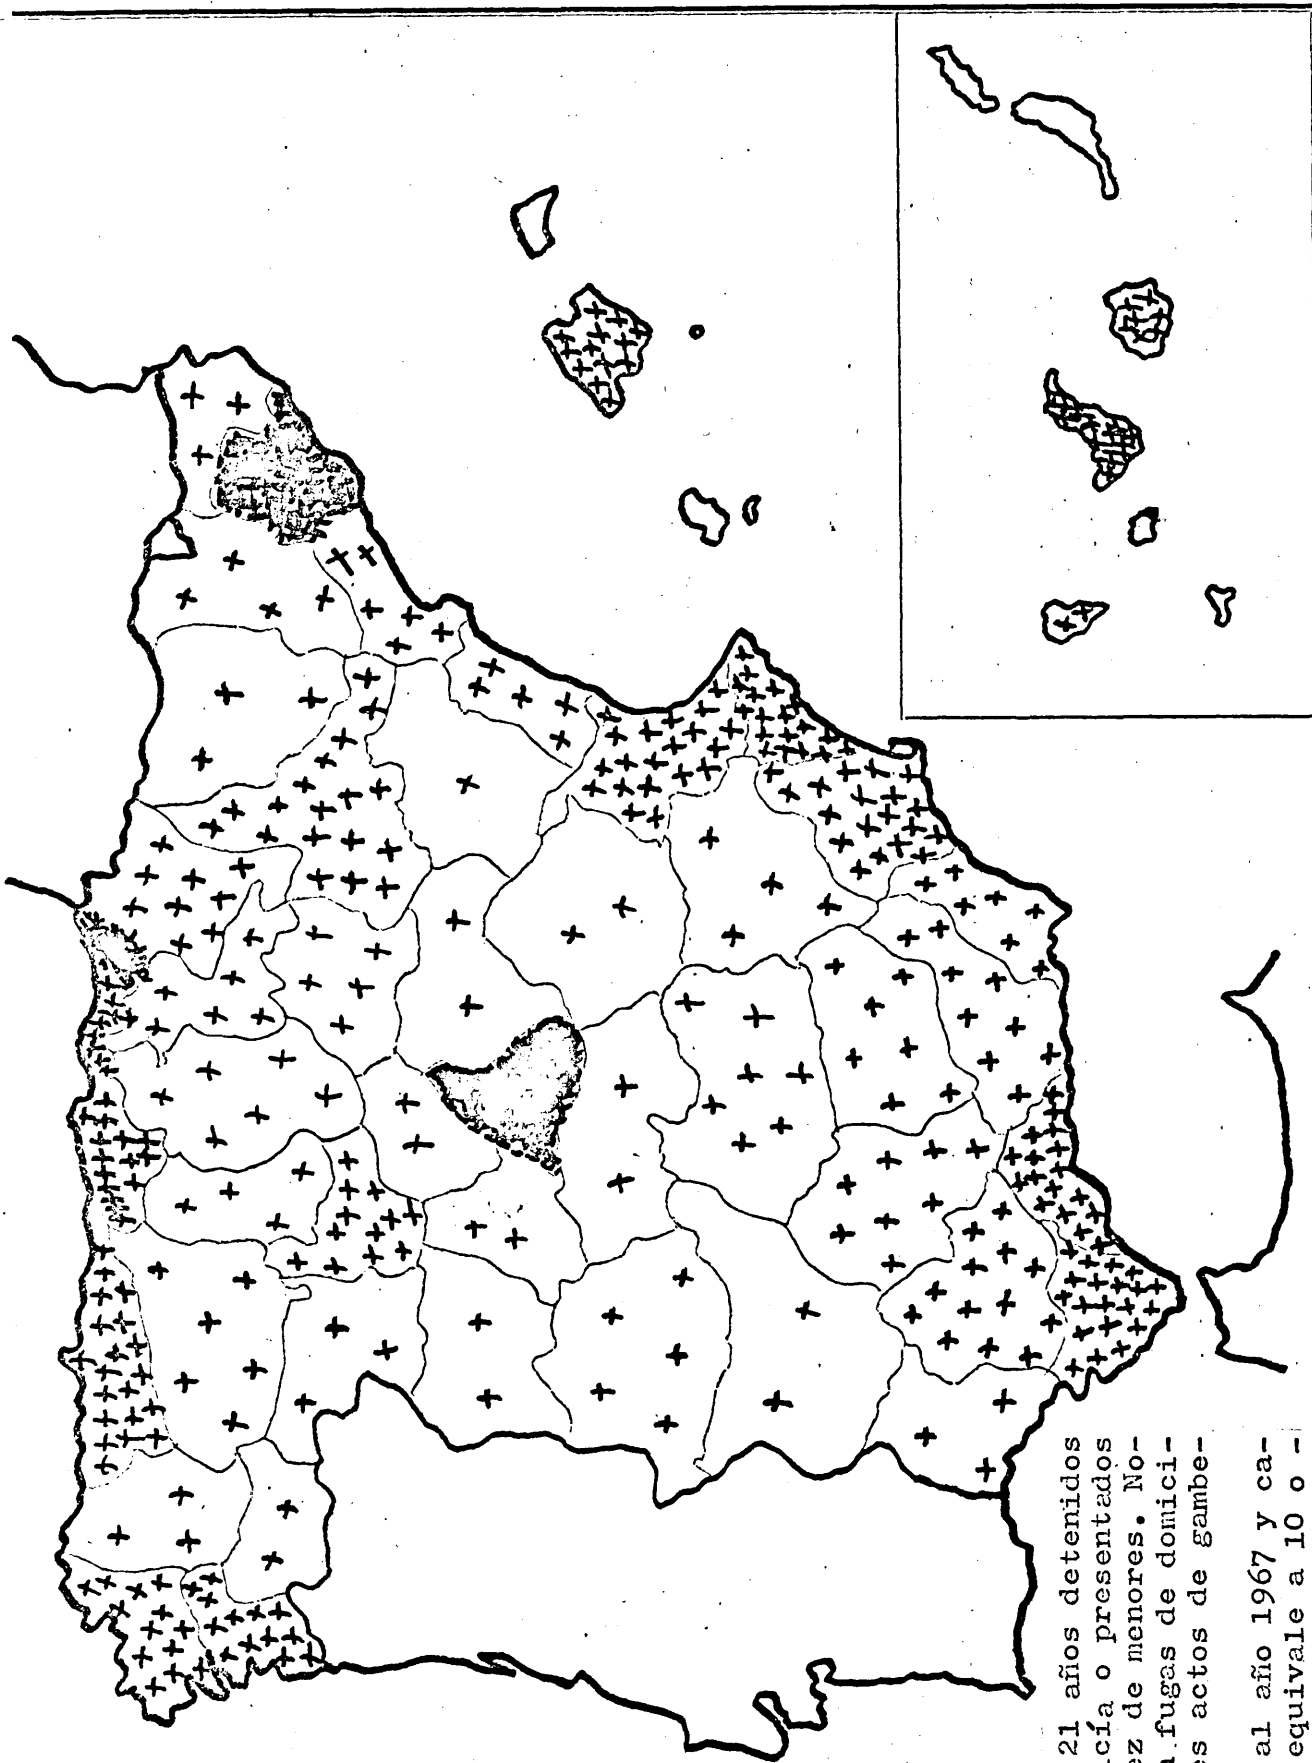 21 años detenidos
cía o presentados
ez de menores. No-
fugas de domici-
es actos de gambe-
al año 1967 y ca-
equivale a 10 o -